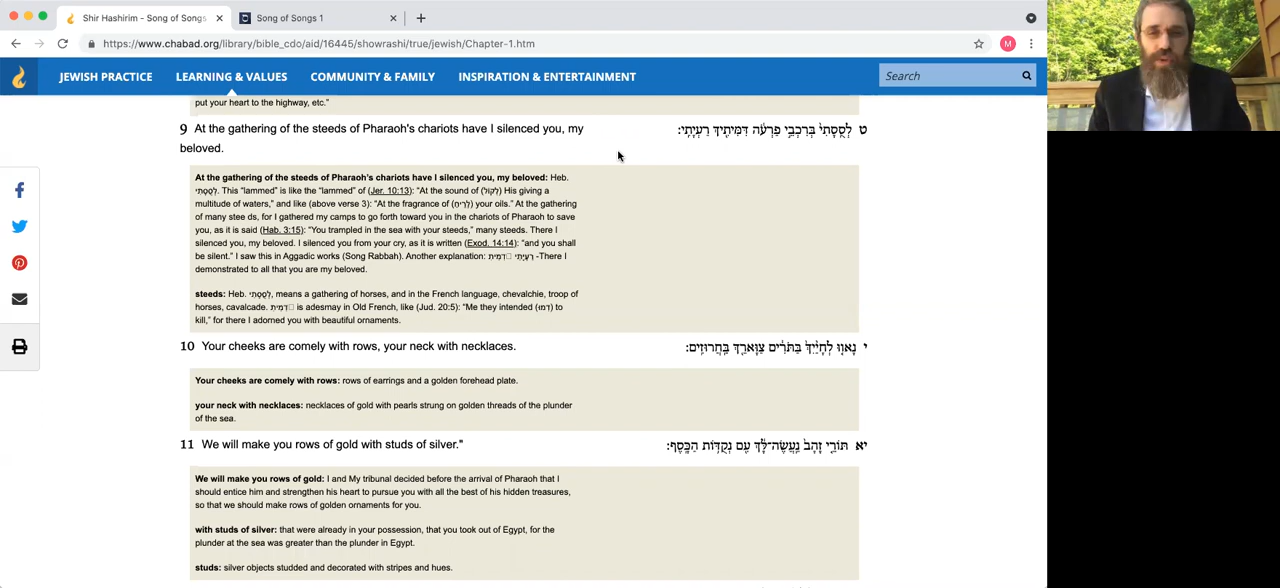 Shir Hashirim - Song of Songs
Song of Songs 1
https://www.chabad.org/library/bible_cdo/aid/16445/showrashi/true/jewish/Chapter-1.htm
M
JEWISH PRACTICE LEARNING & VALUES COMMUNITY & FAMILY INSPIRATION & ENTERTAINMENT
Search
put your heart to the highway, etc."
9 At the gathering of the steeds of Pharaoh's chariots have I silenced you, my
beloved.
ט לְסֻסָתִי בְּרִכְבֵי פַרְעֹה דִּמִּיתִיךְ רַעְיָתִי:
At the gathering of the steeds of Pharaoh's chariots have I silenced you, my beloved: Heb.
לְסֻסָתִי. This "lammed" is like the "lammed" of (Jer. 10:13): "At the sound of (לְקוֹל) His giving a
multitude of waters," and like (above verse 3): "At the fragrance of (לְרֵיחַ) your oils." At the gathering
of many stee ds, for I gathered my camps to go forth toward you in the chariots of Pharaoh to save
you, as it is said (Hab. 3:15): "You trampled in the sea with your steeds," many steeds. There I
silenced you, my beloved. I silenced you from your cry, as it is written (Exod. 14:14): "and you shall
be silent." I saw this in Aggadic works (Song Rabbah). Another explanation: -There I
demonstrated to all that you are my beloved.
steeds: Heb. לְסֻסָתִי, means a gathering of horses, and in the French language, chevalchie, troop of
horses, cavalcade. is adesmay in Old French, like (Jud. 20:5): "Me they intended (דִּמוּ) to
kill," for there I adorned you with beautiful ornaments.
10 Your cheeks are comely with rows, your neck with necklaces.
י נָאווּ לְחָיַיִךְ בַּתֹּרִים צַוָּארֵךְ בַּחֲרוּזִים:
Your cheeks are comely with rows: rows of earrings and a golden forehead plate.
your neck with necklaces: necklaces of gold with pearls strung on golden threads of the plunder
of the sea.
11 We will make you rows of gold with studs of silver."
יא תּוֹרֵי זָהָב נַעֲשֶׂה־לָּךְ עִם נְקֻדּוֹת הַכָּסֶף:
We will make you rows of gold: I and My tribunal decided before the arrival of Pharaoh that I
should entice him and strengthen his heart to pursue you with all the best of his hidden treasures,
so that we should make rows of golden ornaments for you.
with studs of silver: that were already in your possession, that you took out of Egypt, for the
plunder at the sea was greater than the plunder in Egypt.
studs: silver objects studded and decorated with stripes and hues.